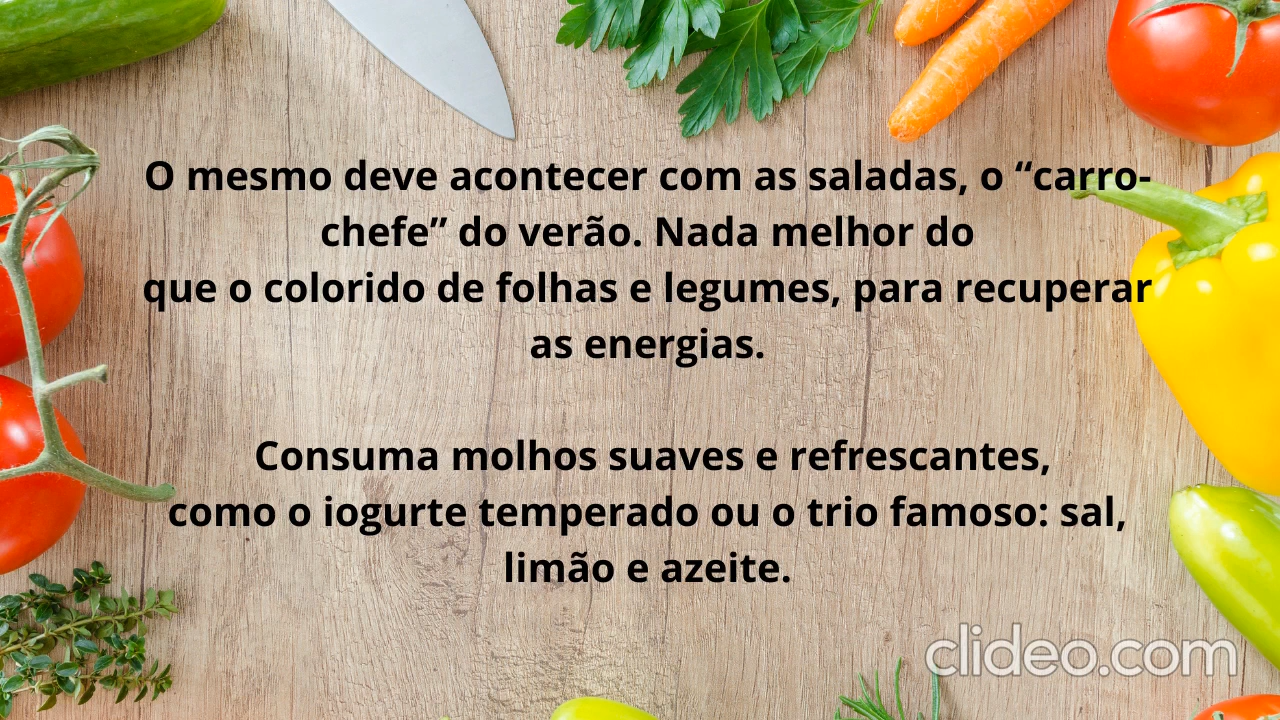 O mesmo deve acontecer com as saladas, o “carro-
chefe” do verão. Nada melhor do
que o colorido de folhas e legumes, para recuperar
as energias.
Consuma molhos suaves e refrescantes,
como o iogurte temperado ou o trio famoso: sal,
limão e azeite.
clideo.com